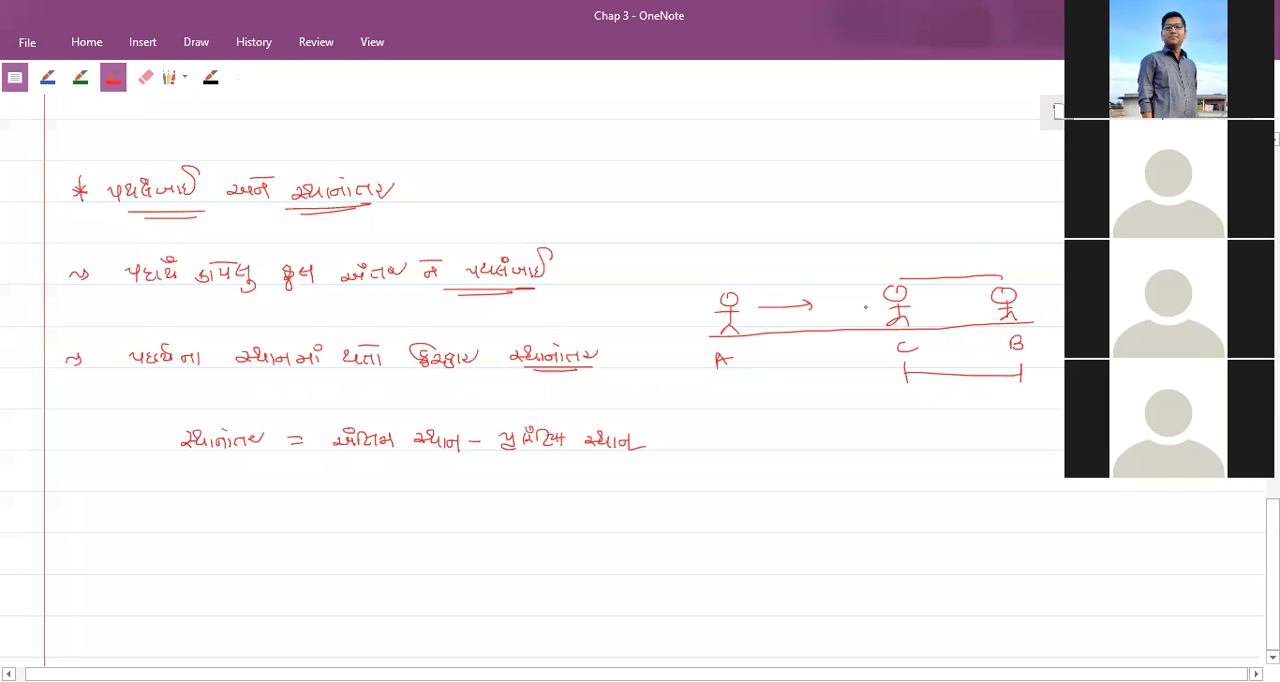 Chap 3 - OneNote
File Home Insert Draw History Review View
* પથલંબાઈ અને સ્થાનાંતર
~> પદાર્થે કાપેલુ કુલ અંતર ને પથલંબાઈ
~> પદાર્થના સ્થાનમાં થતો ફેરફાર સ્થાનાંતર
A C B
સ્થાનાંતર = અંતિમ સ્થાન - પ્રારંભિક સ્થાન